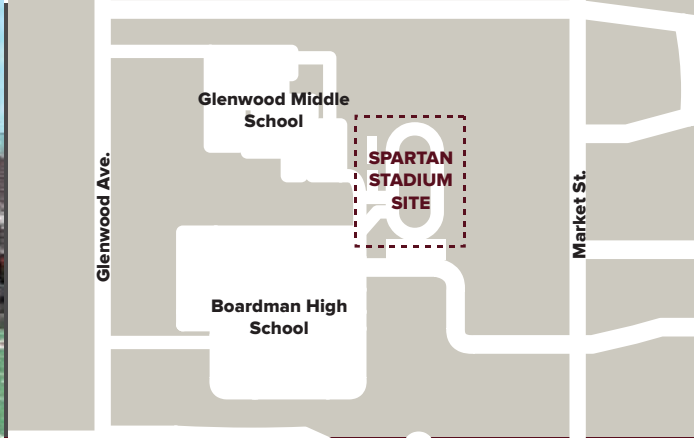 Glenwood Middle
School
SPARTAN
STADIUM
SITE
Glenwood Ave.
Market St.
Boardman High
School